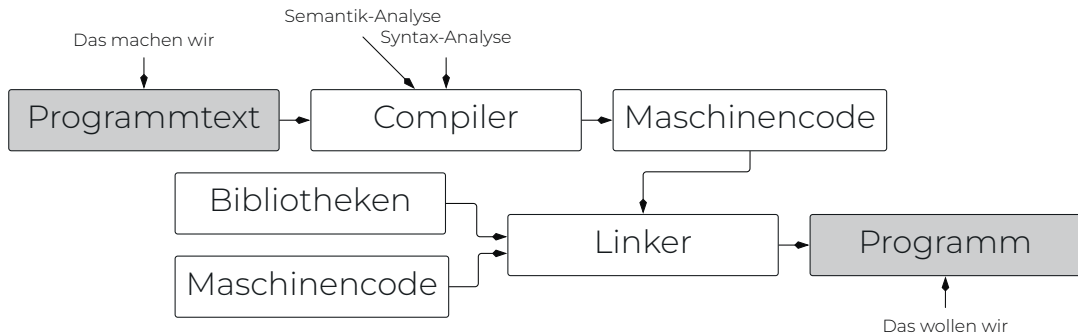 Semantik-Analyse
Das machen wir
Syntax-Analyse
Programmtext
Compiler
Maschinencode
Bibliotheken
Linker
Programm
Maschinencode
Das wollen wir